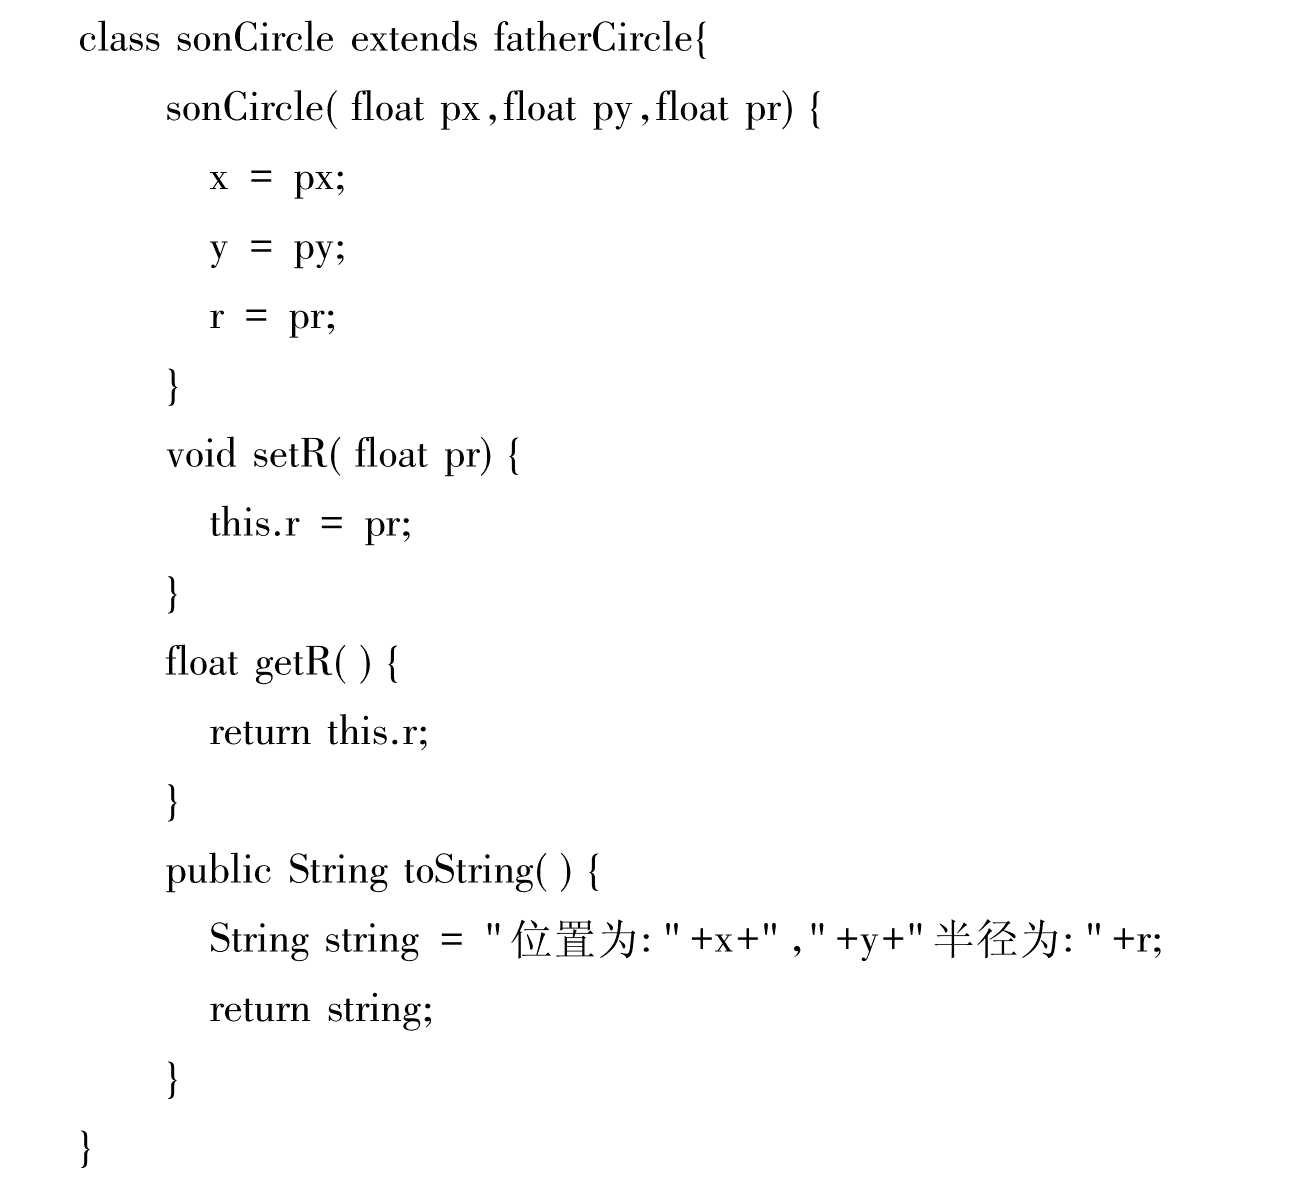 class sonCircle extends fatherCircle{
sonCircle( float px ,float py ,float pr) {
x = px;
y = py;
r = pr;
}
void setR( float pr) {
this.r = pr;
}
float getR( ) {
return this.r;
}
public String toString( ) {
String string = "位置为: "+x+" ,"+y+"半径为: "+r;
return string;
}
}